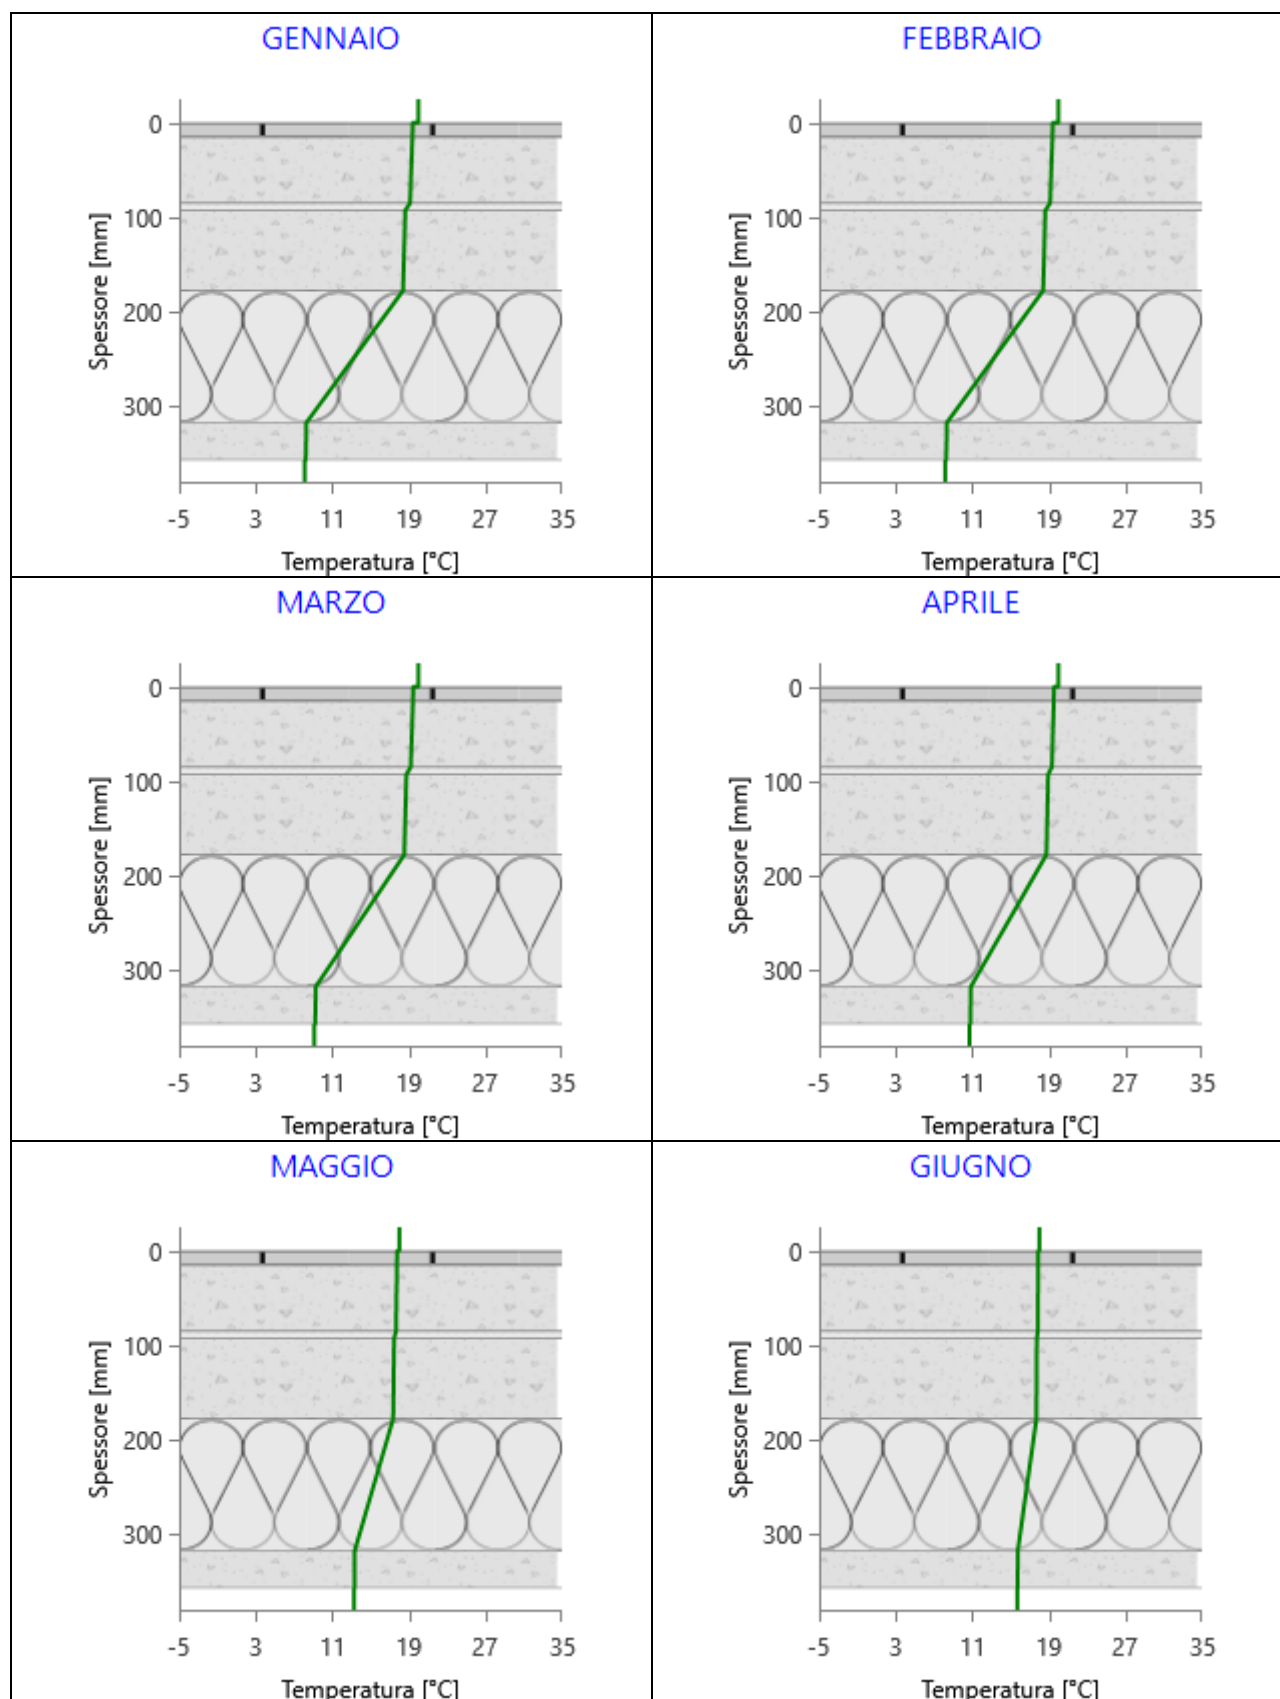 GENNAIO
0
100
200
300
Spessore [mm]
-5 3 11 19 27 35
Temperatura [°C]
FEBBRAIO
0
100
200
300
Spessore [mm]
-5 3 11 19 27 35
Temperatura [°C]
MARZO
0
100
200
300
Spessore [mm]
-5 3 11 19 27 35
Temperatura [°C]
APRILE
0
100
200
300
Spessore [mm]
-5 3 11 19 27 35
Temperatura [°C]
MAGGIO
0
100
200
300
Spessore [mm]
-5 3 11 19 27 35
Temperatura [°C]
GIUGNO
0
100
200
300
Spessore [mm]
-5 3 11 19 27 35
Temperatura [°C]